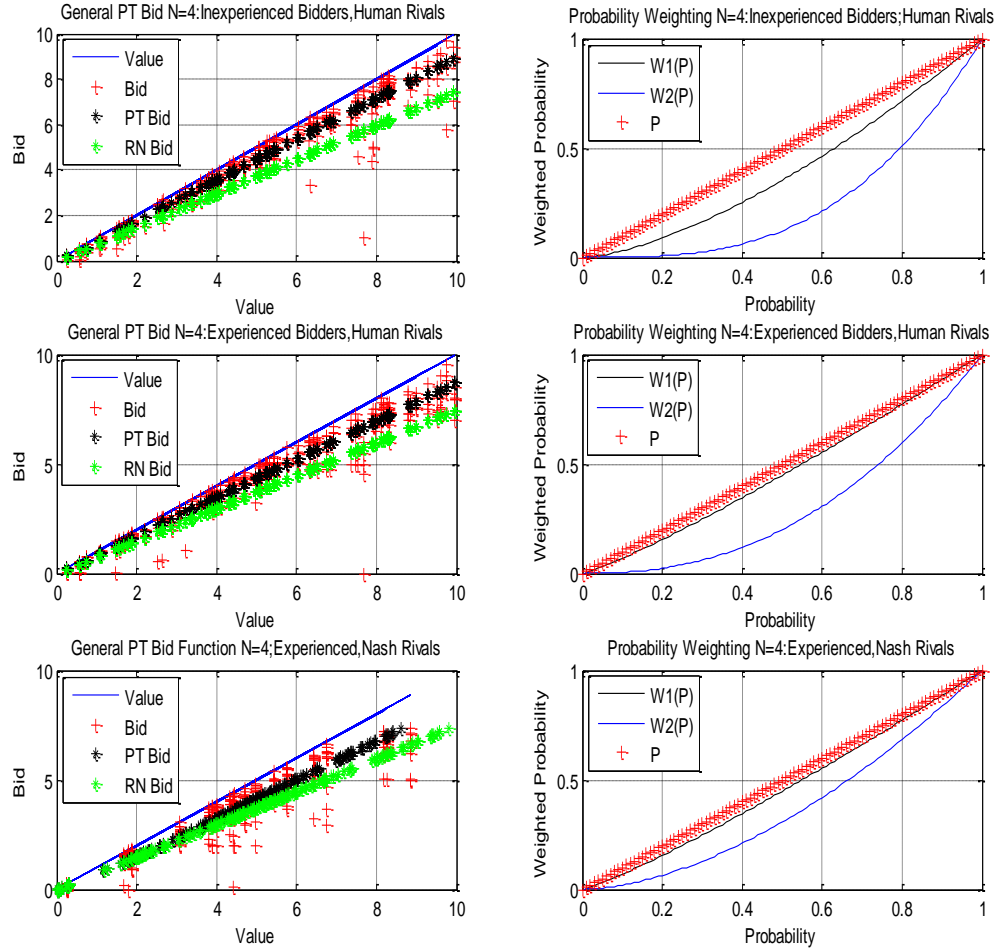 General PT Bid N=4:Inexperienced Bidders,Human Rivals
10
8
6
4
2
0
Bid
Value
Bid
PT Bid
RN Bid
0 2 4 6 8 10
Value
Probability Weighting N=4:Inexperienced Bidders;Human Rivals
1
0.5
0
Weighted Probability
W1(P)
W2(P)
P
0 0.2 0.4 0.6 0.8 1
Probability
General PT Bid N=4:Experienced Bidders,Human Rivals
10
5
0
Bid
Value
Bid
PT Bid
RN Bid
0 2 4 6 8 10
Value
Probability Weighting N=4:Experienced Bidders,Human Rivals
1
0.5
0
Weighted Probability
W1(P)
W2(P)
P
0 0.2 0.4 0.6 0.8 1
Probability
General PT Bid Function N=4;Experienced,Nash Rivals
10
5
0
Bid
Value
Bid
PT Bid
RN Bid
0 2 4 6 8 10
Value
Probability Weighting N=4:Experienced,Nash Rivals
1
0.5
0
Weighted Probability
W1(P)
W2(P)
P
0 0.2 0.4 0.6 0.8 1
Probability